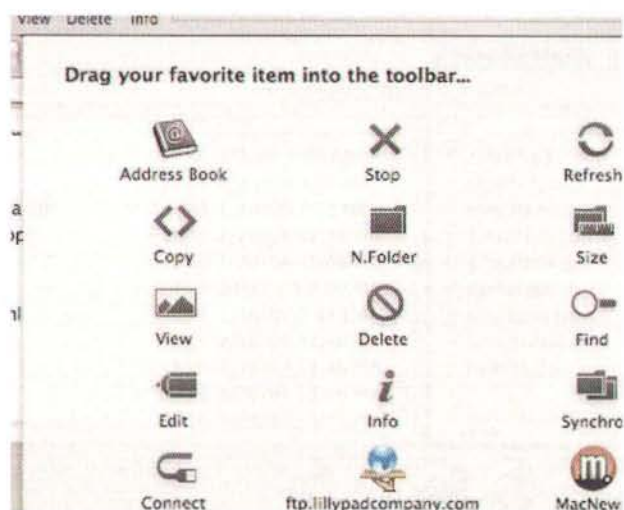 View Delete Info
Drag your favorite item into the toolbar...
Address Book Stop Refresh
Copy N.Folder Size
View Delete Find
Edit Info Synchro
Connect ftp.lillypadcompany.com MacNew